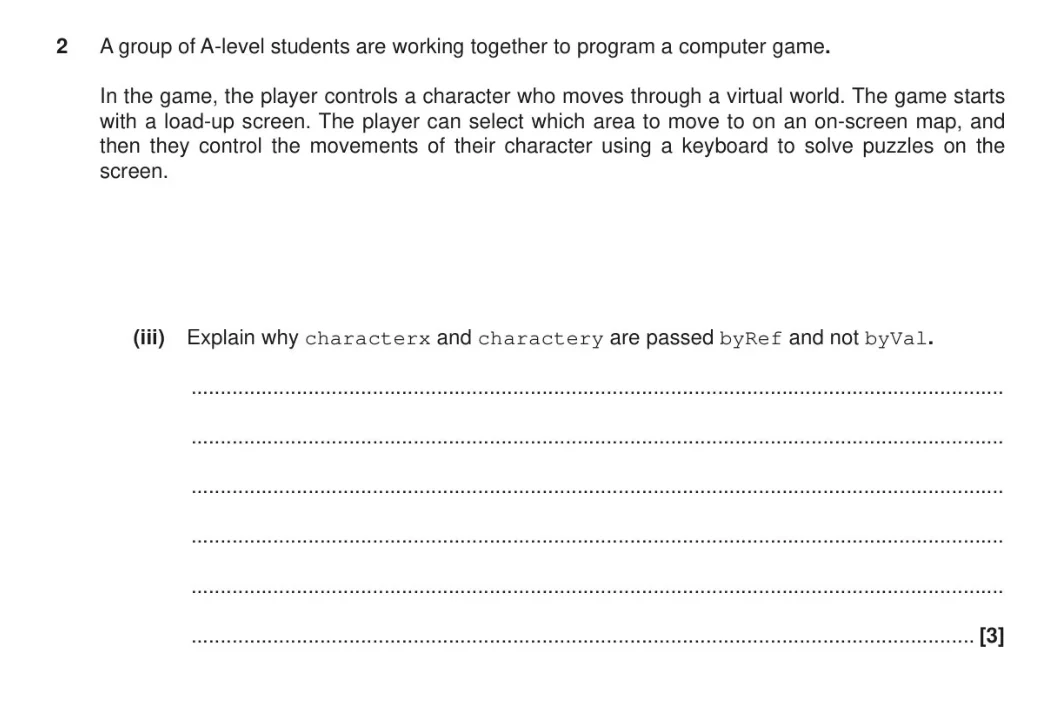 2 A group of A-level students are working together to program a computer game.
In the game, the player controls a character who moves through a virtual world. The game starts
with a load-up screen. The player can select which area to move to on an on-screen map, and
then they control the movements of their character using a keyboard to solve puzzles on the
screen.
(iii) Explain why characterx and charactery are passed byRef and not byVal.
[3]